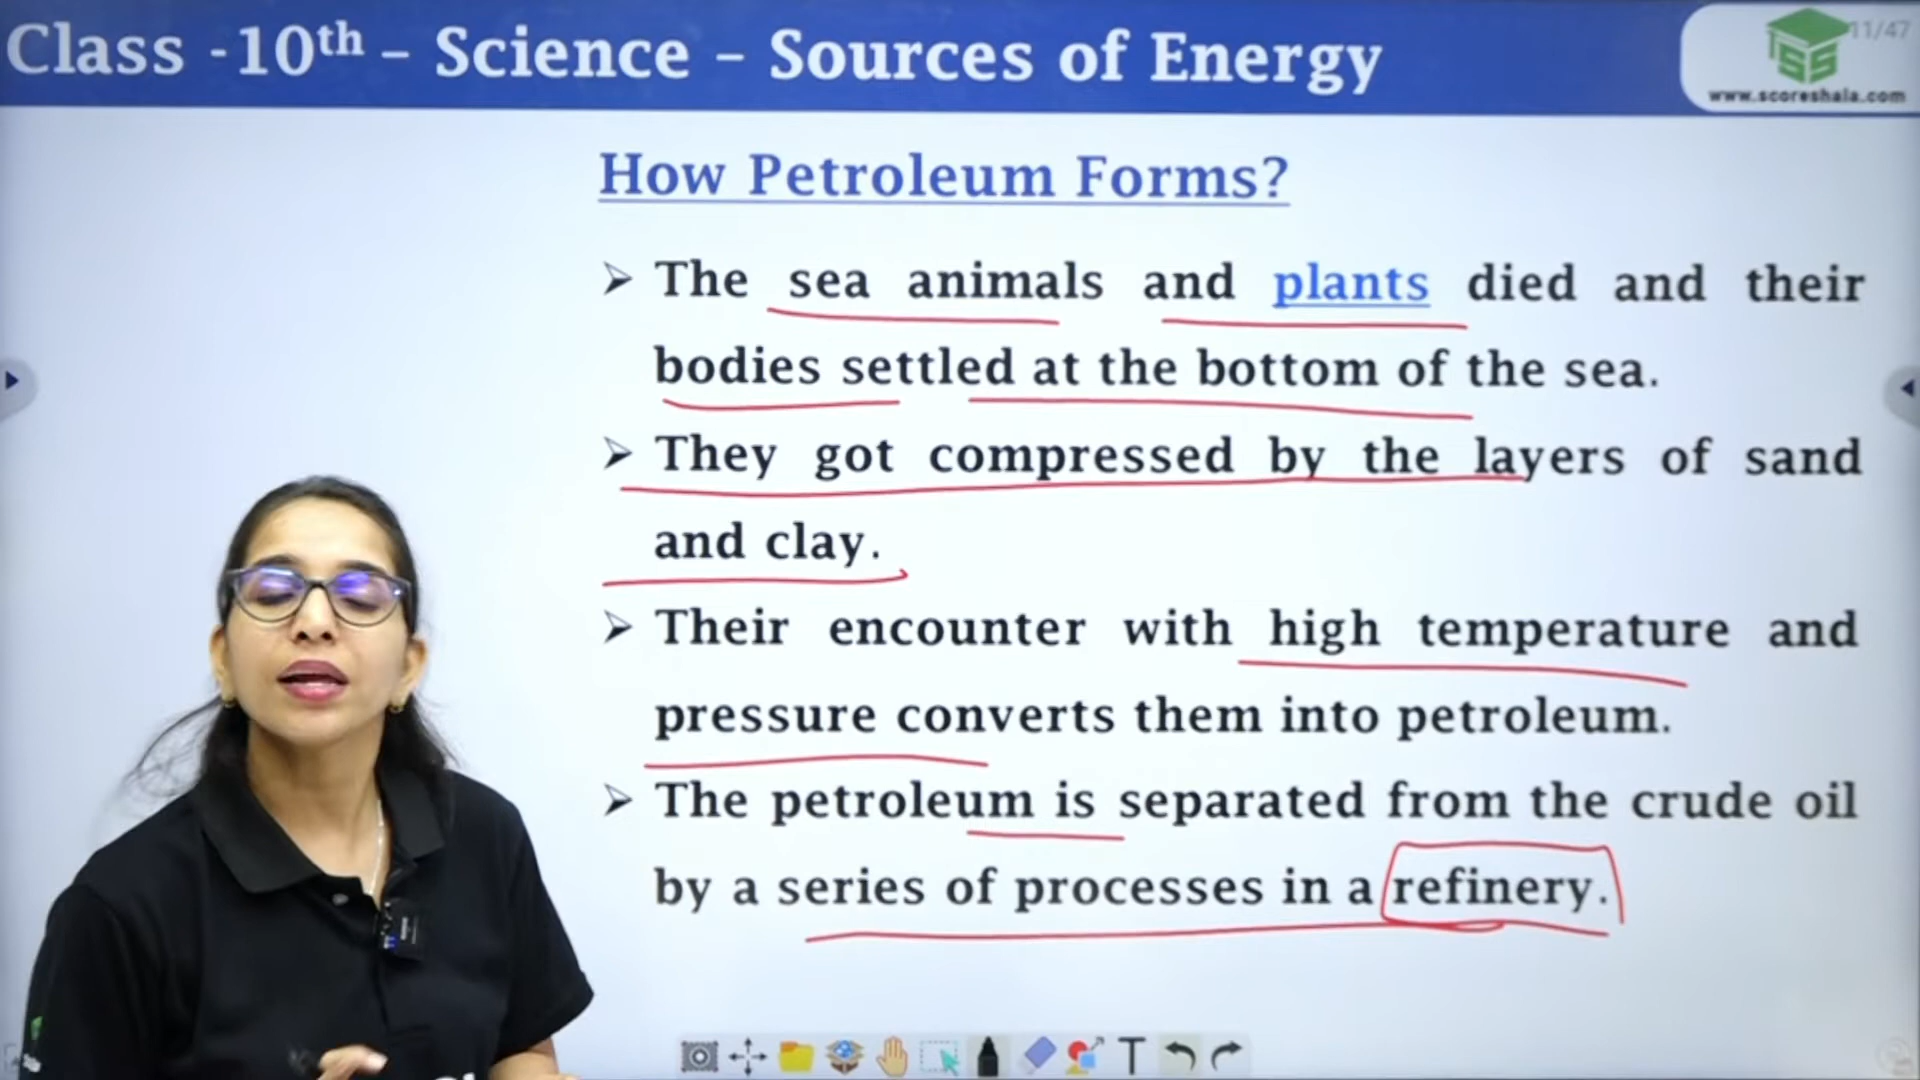 Class -10th – Science – Sources of Energy
11/47
www.scoreshala.com
How Petroleum Forms?
➢ The sea animals and plants died and their
bodies settled at the bottom of the sea.
➢ They got compressed by the layers of sand
and clay.
➢ Their encounter with high temperature and
pressure converts them into petroleum.
➢ The petroleum is separated from the crude oil
by a series of processes in a refinery.
T